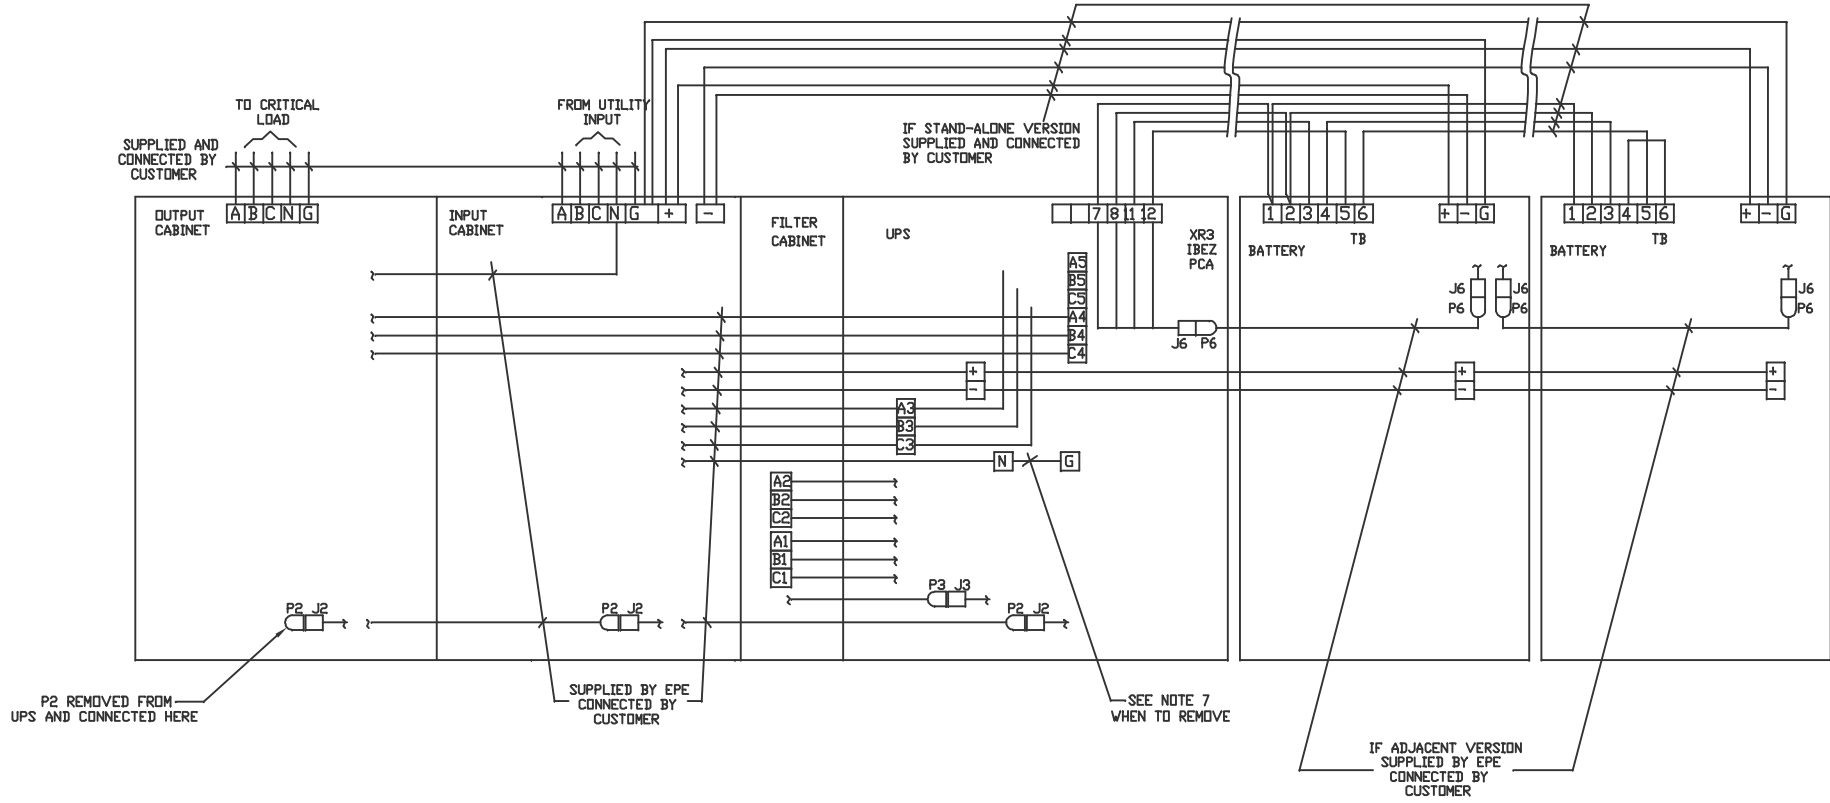 TO CRITICAL
LOAD
SUPPLIED AND
CONNECTED BY
CUSTOMER
FROM UTILITY
INPUT
IF STAND-ALONE VERSION
SUPPLIED AND CONNECTED
BY CUSTOMER
OUTPUT
CABINET
A B C N G
INPUT
CABINET
A B C N G + -
FILTER
CABINET
UPS
7 8 11 12
XR3
IBEZ
PCA
1 2 3 4 5 6
TB
BATTERY
+ - G
1 2 3 4 5 6
TB
BATTERY
+ - G
A5
B5
C5
A4
B4
C4
J6 P6
J6
P6
J6
P6
J6
P6
+
-
+
-
+
-
A3
B3
C3
N
G
A2
B2
C2
A1
B1
C1
P3 J3
P2 J2
P2 J2
P2 J2
P2 REMOVED FROM
UPS AND CONNECTED HERE
SUPPLIED BY EPE
CONNECTED BY
CUSTOMER
SEE NOTE 7
WHEN TO REMOVE
IF ADJACENT VERSION
SUPPLIED BY EPE
CONNECTED BY
CUSTOMER